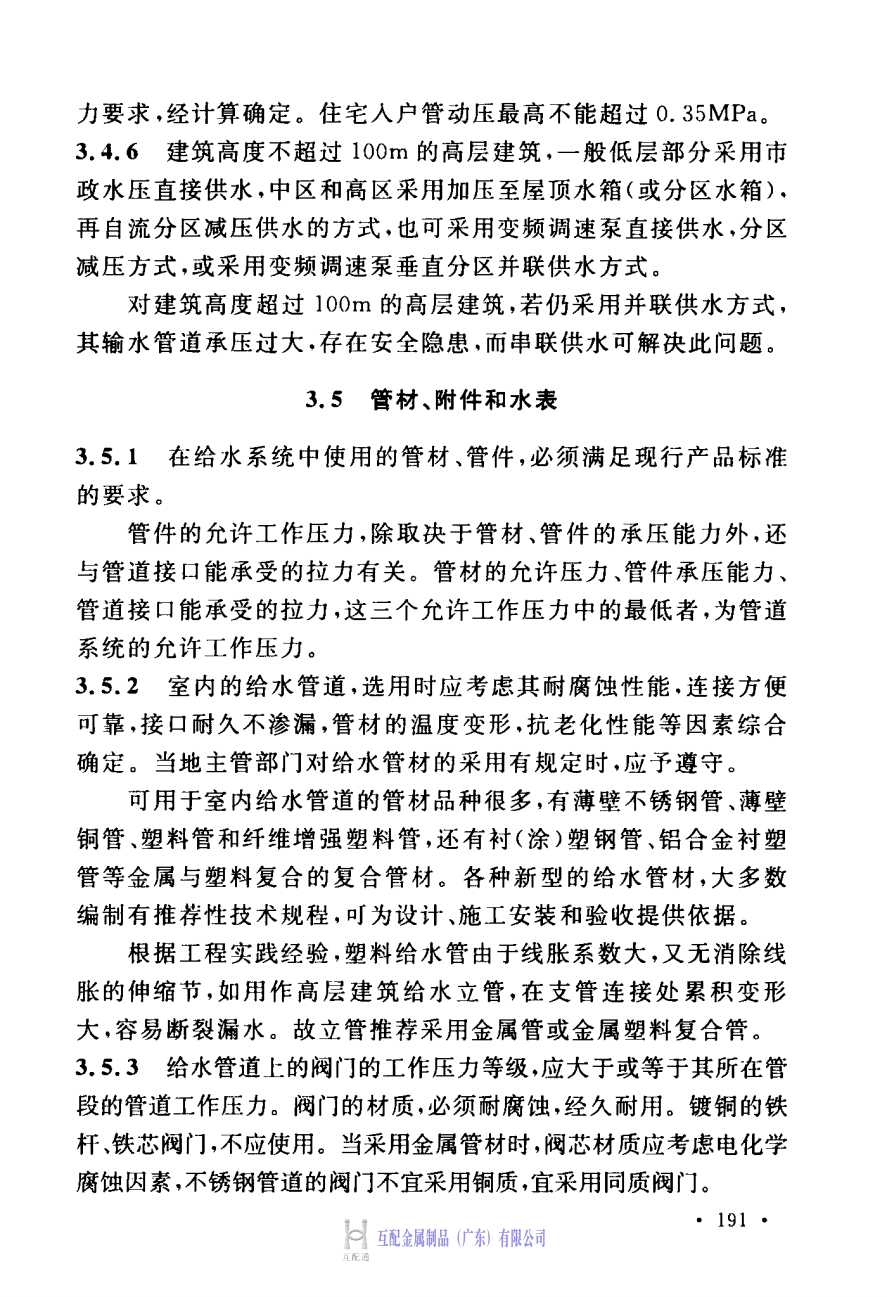 力要求，经计算确定。住宅入户管动压最高不能超过 0.35MPa。
3.4.6 建筑高度不超过 100m 的高层建筑，一般低层部分采用市
政水压直接供水，中区和高区采用加压至屋顶水箱（或分区水箱），
再自流分区减压供水的方式，也可采用变频调速泵直接供水，分区
减压方式，或采用变频调速泵垂直分区并联供水方式。
对建筑高度超过 100m 的高层建筑，若仍采用并联供水方式，
其输水管道承压过大，存在安全隐患，而串联供水可解决此问题。
3.5 管材、附件和水表
3.5.1 在给水系统中使用的管材、管件，必须满足现行产品标准
的要求。
管件的允许工作压力，除取决于管材、管件的承压能力外，还
与管道接口能承受的拉力有关。管材的允许压力、管件承压能力、
管道接口能承受的拉力，这三个允许工作压力中的最低者，为管道
系统的允许工作压力。
3.5.2 室内的给水管道，选用时应考虑其耐腐蚀性能，连接方便
可靠，接口耐久不渗漏，管材的温度变形，抗老化性能等因素综合
确定。当地主管部门对给水管材的采用有规定时，应予遵守。
可用于室内给水管道的管材品种很多，有薄壁不锈钢管、薄壁
铜管、塑料管和纤维增强塑料管，还有衬（涂）塑钢管、铝合金衬塑
管等金属与塑料复合的复合管材。各种新型的给水管材，大多数
编制有推荐性技术规程，可为设计、施工安装和验收提供依据。
根据工程实践经验，塑料给水管由于线胀系数大，又无消除线
胀的伸缩节，如用作高层建筑给水立管，在支管连接处累积变形
大，容易断裂漏水。故立管推荐采用金属管或金属塑料复合管。
3.5.3 给水管道上的阀门的工作压力等级，应大于或等于其所在管
段的管道工作压力。阀门的材质，必须耐腐蚀，经久耐用。镀铜的铁
杆、铁芯阀门，不应使用。当采用金属管材时，阀芯材质应考虑电化学
腐蚀因素，不锈钢管道的阀门不宜采用铜质，宜采用同质阀门。
• 191 •
互配金属制品（广东）有限公司
互配通